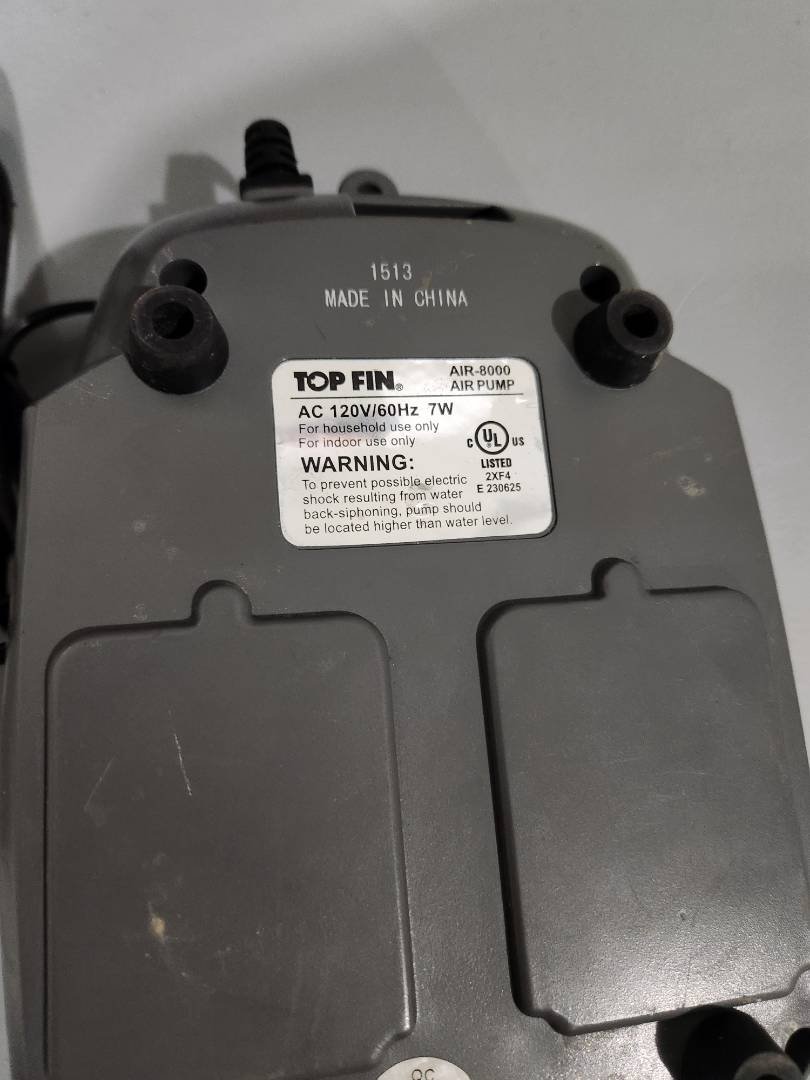 1513
MADE IN CHINA
TOP FIN®
AIR-8000
AIR PUMP
AC 120V/60Hz 7W
For household use only
For indoor use only
C UL US
LISTED
2XF4
E 230625
WARNING:
To prevent possible electric
shock resulting from water
back-siphoning, pump should
be located higher than water level.
QC